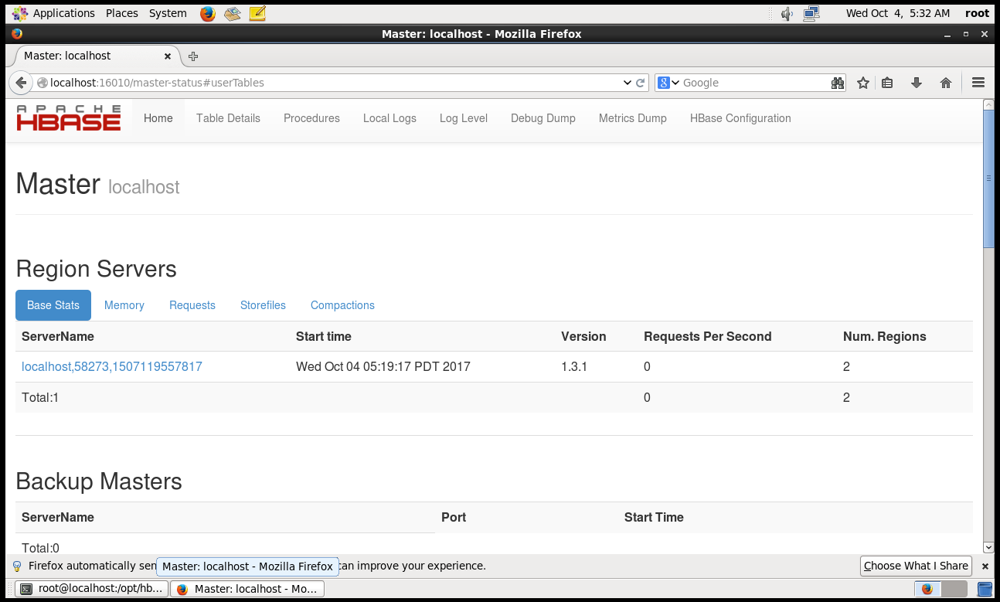 Applications Places System Wed Oct 4, 5:32 AM root
Master: localhost - Mozilla Firefox
Master: localhost
localhost:16010/master-status#userTables Google
APACHE
HBASE
Home Table Details Procedures Local Logs Log Level Debug Dump Metrics Dump HBase Configuration
Master localhost
Region Servers
Base Stats Memory Requests Storefiles Compactions
ServerName Start time Version Requests Per Second Num. Regions
localhost,58273,1507119557817 Wed Oct 04 05:19:17 PDT 2017 1.3.1 0 2
Total:1 0 2
Backup Masters
ServerName Port Start Time
Total:0
Firefox automatically sen Master: localhost - Mozilla Firefox can improve your experience. Choose What I Share
root@localhost:/opt/hb... Master: localhost - Mo...